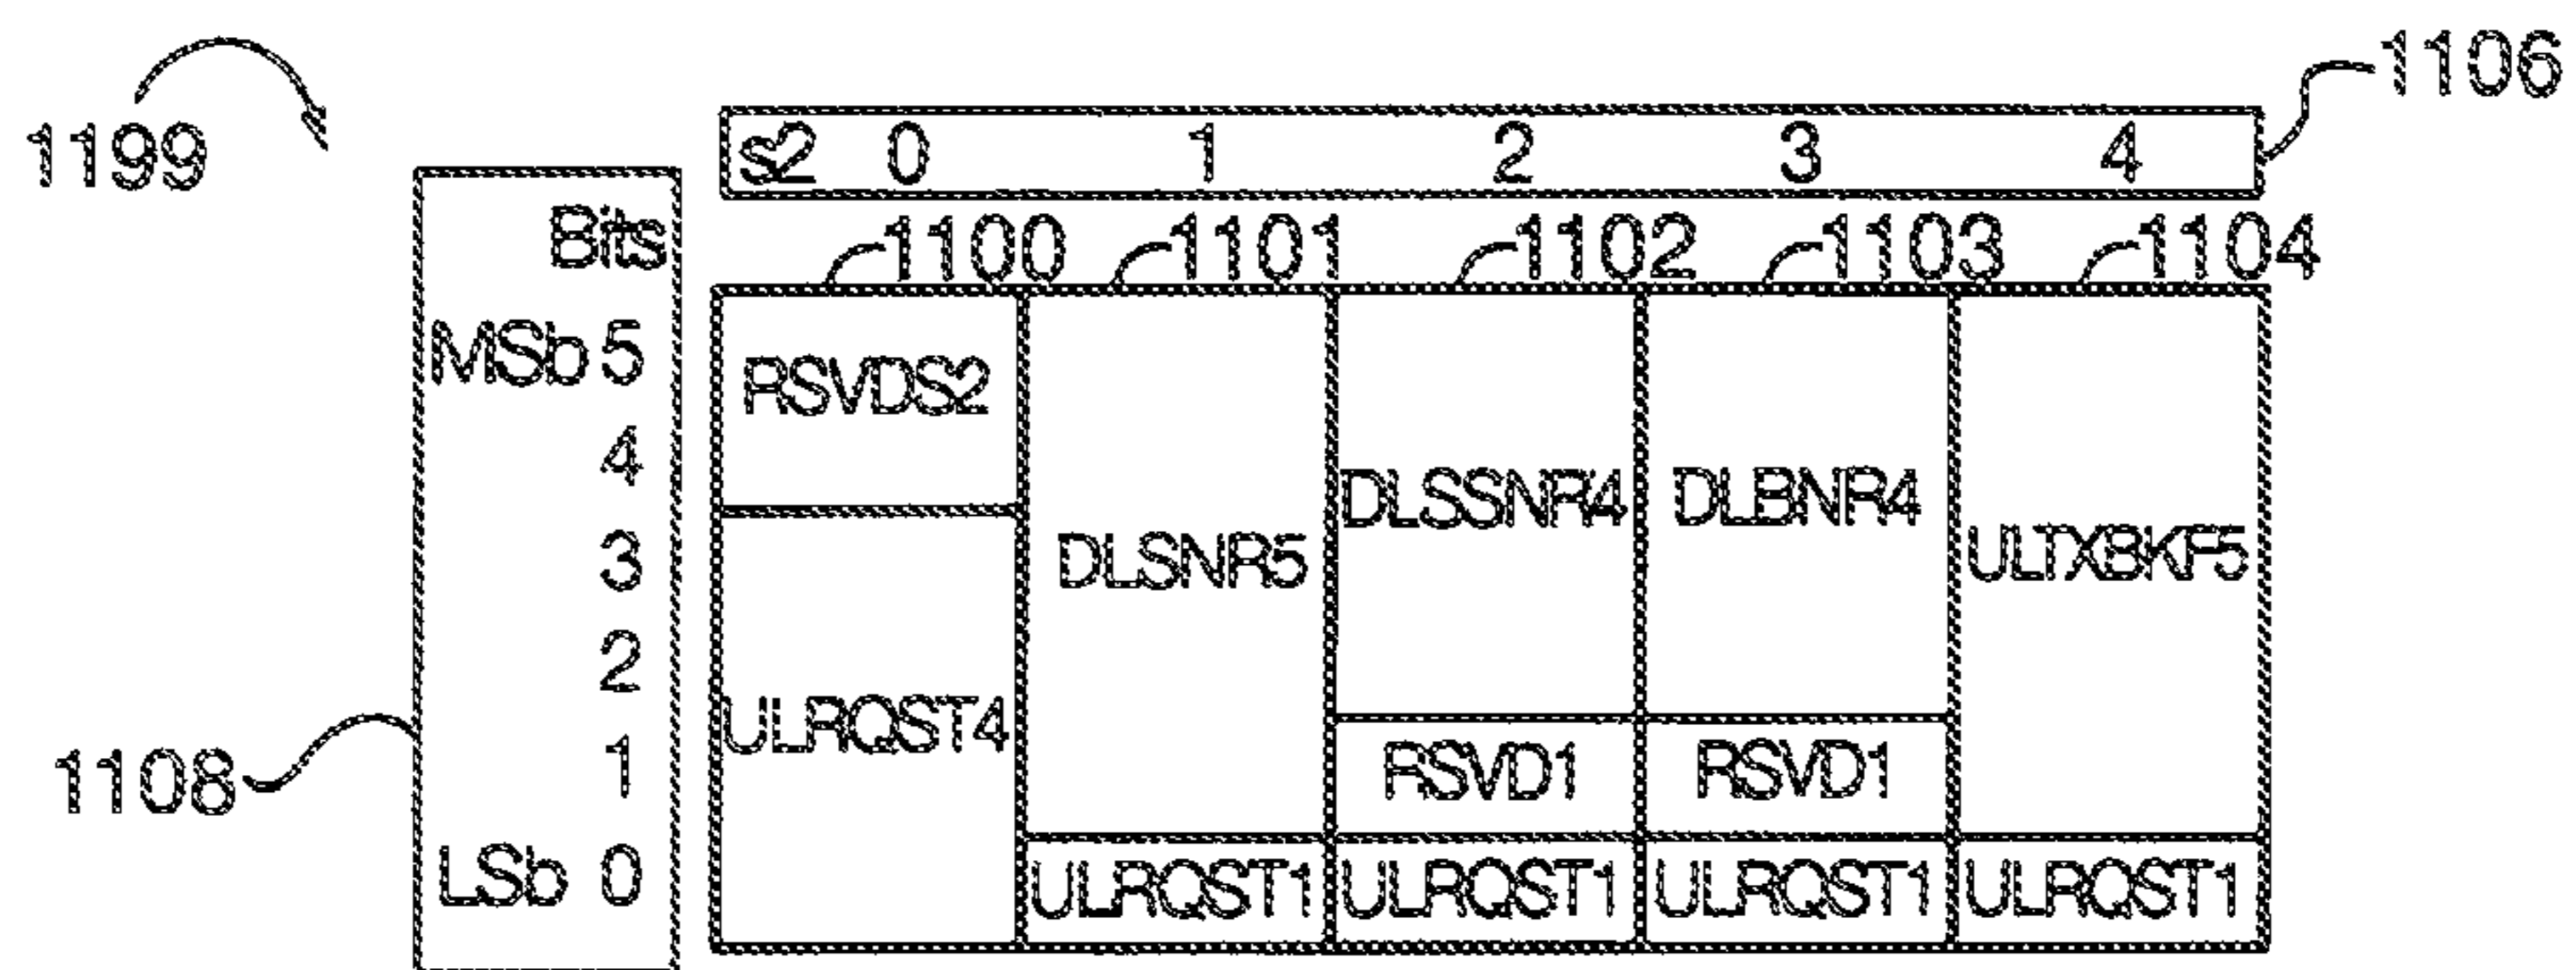 1106
1199
s2 0 1 2 3 4
Bits
1100 1101 1102 1103 1104
MSb 5
RSVDS2
4
DLSSNR4 DLBNR4
3
DLSNR5 ULTXBKF5
2
ULRQST4
1
RSVD1 RSVD1
1108
LSb 0
ULRQST1 ULRQST1 ULRQST1 ULRQST1